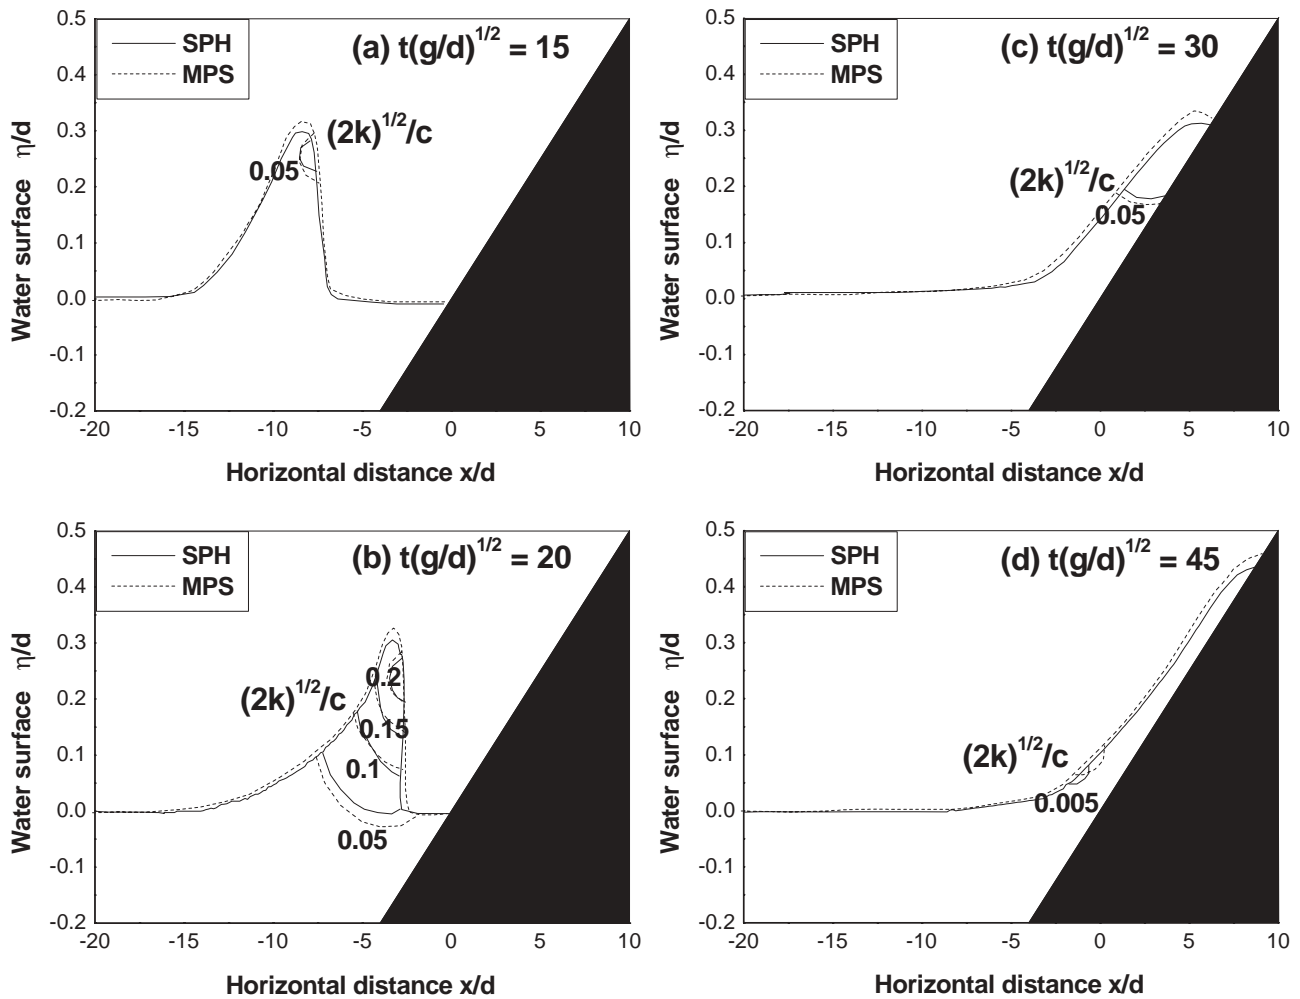 SPH
MPS
(a) t(g/d)^1/2 = 15
(2k)^1/2/c
0.05
0.5
0.4
0.3
0.2
0.1
0.0
-0.1
-0.2
-20
-15
-10
-5
0
5
10
Water surface η/d
Horizontal distance x/d
SPH
MPS
(c) t(g/d)^1/2 = 30
(2k)^1/2/c
0.05
0.5
0.4
0.3
0.2
0.1
0.0
-0.1
-0.2
-20
-15
-10
-5
0
5
10
Water surface η/d
Horizontal distance x/d
SPH
MPS
(b) t(g/d)^1/2 = 20
(2k)^1/2/c
0.2
0.15
0.1
0.05
0.5
0.4
0.3
0.2
0.1
0.0
-0.1
-0.2
-20
-15
-10
-5
0
5
10
Water surface η/d
Horizontal distance x/d
SPH
MPS
(d) t(g/d)^1/2 = 45
(2k)^1/2/c
0.005
0.5
0.4
0.3
0.2
0.1
0.0
-0.1
-0.2
-20
-15
-10
-5
0
5
10
Water surface η/d
Horizontal distance x/d